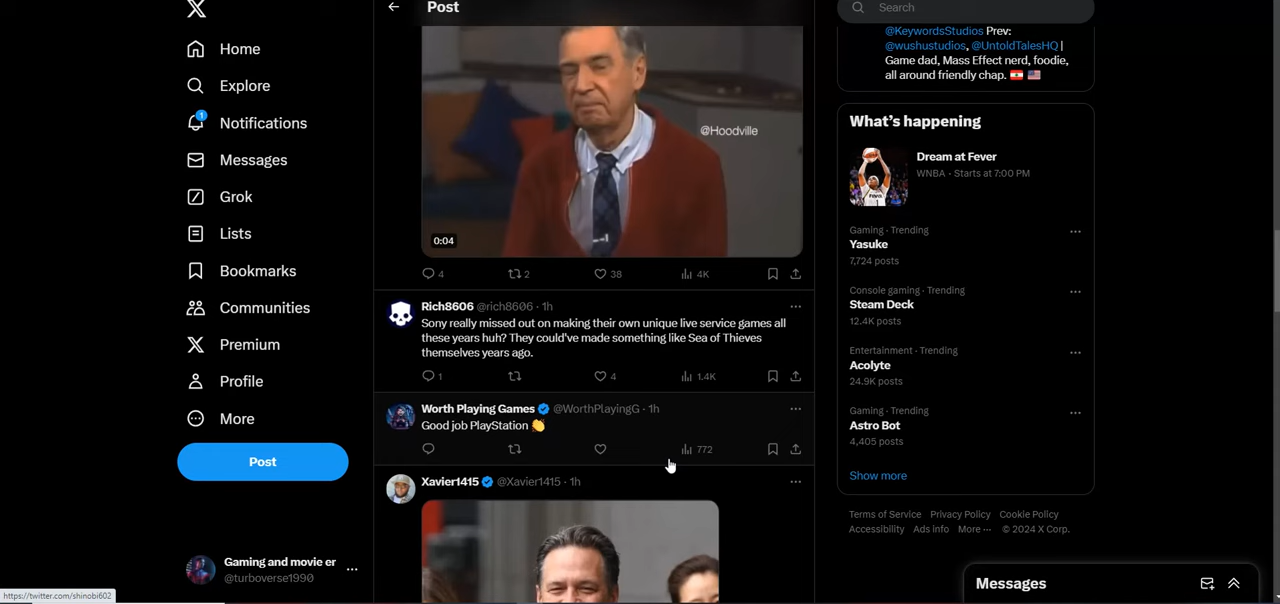 Post
Search
Home
Explore
1
Notifications
Messages
Grok
Lists
Bookmarks
Communities
Premium
Profile
More
Post
Gaming and movie er
@turboverse1990
https://twitter.com/shinobi602
@Hoodville
0:04
4
2
38
4K
Rich8606 @rich8606 · 1h
Sony really missed out on making their own unique live service games all
these years huh? They could've made something like Sea of Thieves
themselves years ago.
1
4
1.4K
Worth Playing Games @WorthPlayingG · 1h
Good job PlayStation 👏
772
Xavier1415 @Xavier1415 · 1h
@KeywordsStudios Prev:
@wushustudios, @UntoldTalesHQ |
Game dad, Mass Effect nerd, foodie,
all around friendly chap.
What's happening
Dream at Fever
WNBA · Starts at 7:00 PM
Gaming · Trending
Yasuke
7,724 posts
Console gaming · Trending
Steam Deck
12.4K posts
Entertainment · Trending
Acolyte
24.9K posts
Gaming · Trending
Astro Bot
4,405 posts
Show more
Terms of Service Privacy Policy Cookie Policy
Accessibility Ads info More ··· © 2024 X Corp.
Messages